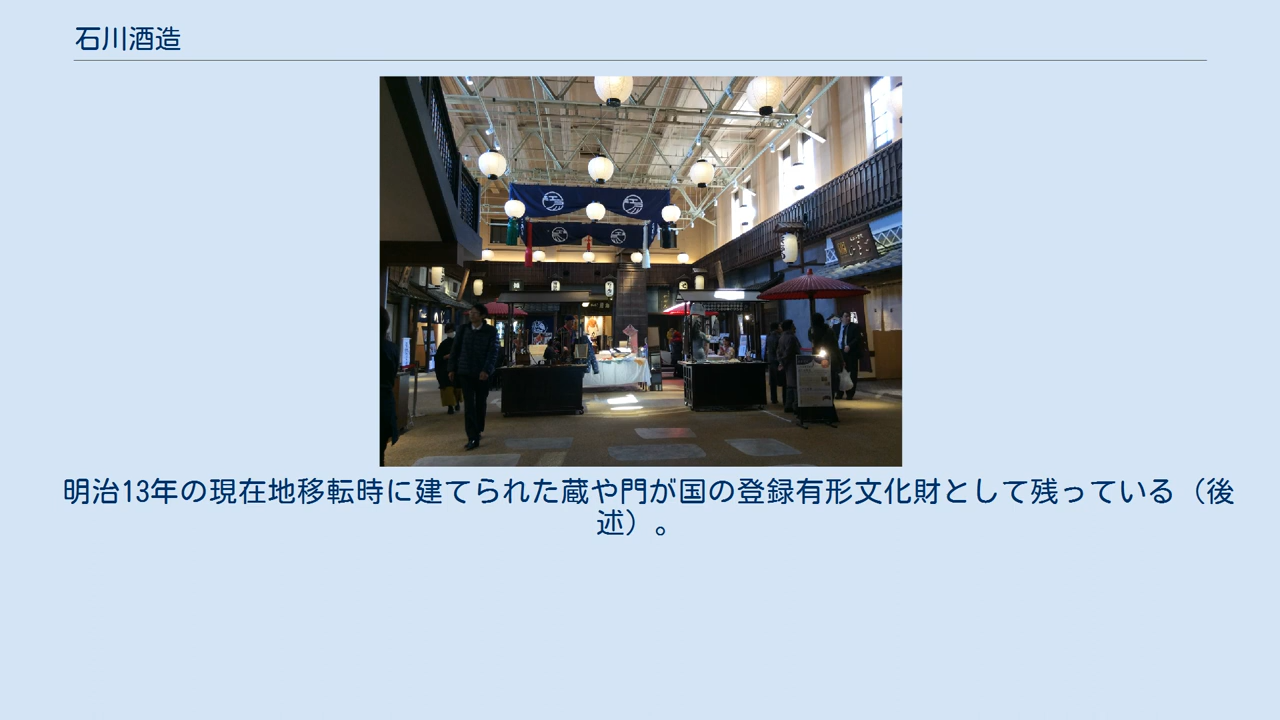 石川酒造
明治13年の現在地移転時に建てられた蔵や門が国の登録有形文化財として残っている（後
述）。